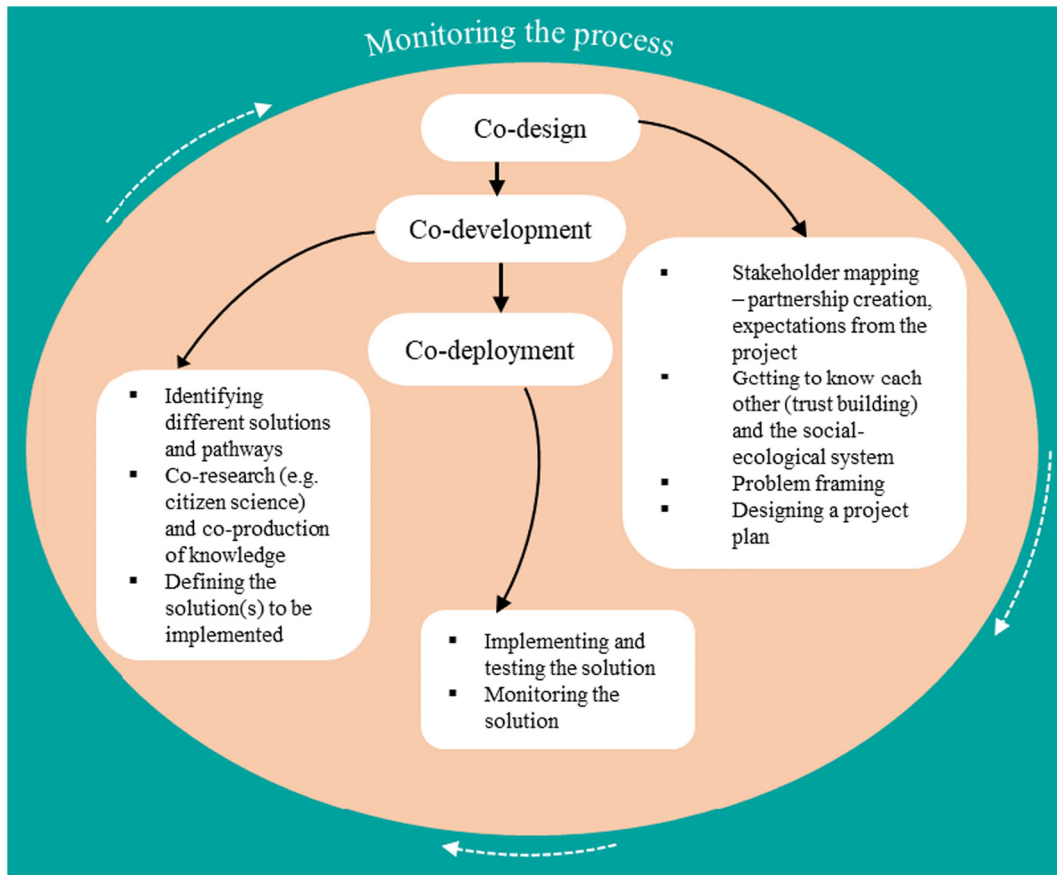 Monitoring the process
Co-design
Co-development
Co-deployment
▪ Stakeholder mapping
– partnership creation,
expectations from the
project
▪ Getting to know each
other (trust building)
and the social-
ecological system
▪ Problem framing
▪ Designing a project
plan
▪ Identifying
different solutions
and pathways
▪ Co-research (e.g.
citizen science)
and co-production
of knowledge
▪ Defining the
solution(s) to be
implemented
▪ Implementing and
testing the solution
▪ Monitoring the
solution